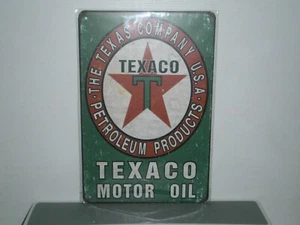 · THE TEXAS COMPANY U.S.A ·
TEXACO
T
PETROLEUM PRODUCTS
TEXACO
MOTOR OIL